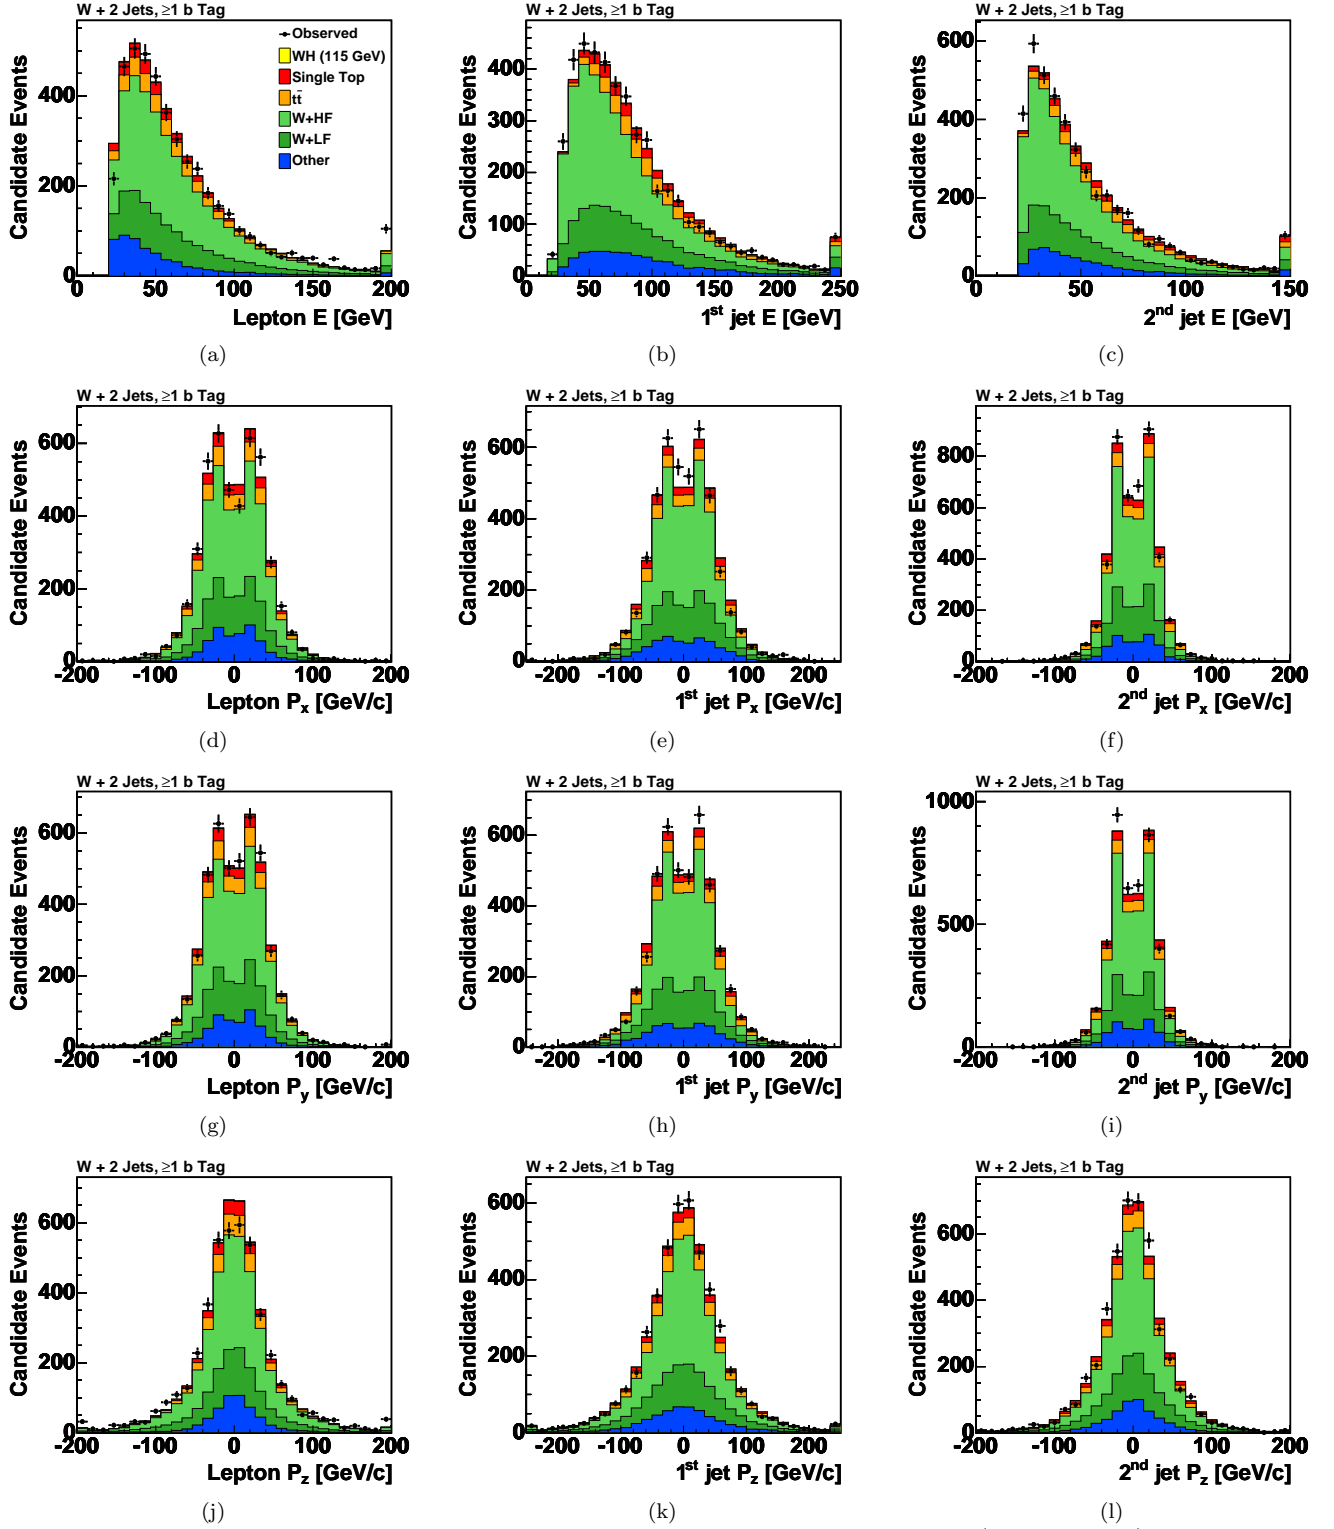 W + 2 Jets, ≥1 b Tag
Candidate Events
400
200
0
0
50
100
150
200
Lepton E [GeV]
Observed
WH (115 GeV)
Single Top
tt̄
W+HF
W+LF
Other
(a)
W + 2 Jets, ≥1 b Tag
Candidate Events
400
300
200
100
0
0
50
100
150
200
250
1st jet E [GeV]
(b)
W + 2 Jets, ≥1 b Tag
Candidate Events
600
400
200
0
0
50
100
150
2nd jet E [GeV]
(c)
W + 2 Jets, ≥1 b Tag
Candidate Events
600
400
200
0
-200
-100
0
100
200
Lepton Px [GeV/c]
(d)
W + 2 Jets, ≥1 b Tag
Candidate Events
600
400
200
0
-200
-100
0
100
200
1st jet Px [GeV/c]
(e)
W + 2 Jets, ≥1 b Tag
Candidate Events
800
600
400
200
0
-200
-100
0
100
200
2nd jet Px [GeV/c]
(f)
W + 2 Jets, ≥1 b Tag
Candidate Events
600
400
200
0
-200
-100
0
100
200
Lepton Py [GeV/c]
(g)
W + 2 Jets, ≥1 b Tag
Candidate Events
600
400
200
0
-200
-100
0
100
200
1st jet Py [GeV/c]
(h)
W + 2 Jets, ≥1 b Tag
Candidate Events
1000
500
0
-200
-100
0
100
200
2nd jet Py [GeV/c]
(i)
W + 2 Jets, ≥1 b Tag
Candidate Events
600
400
200
0
-200
-100
0
100
200
Lepton Pz [GeV/c]
(j)
W + 2 Jets, ≥1 b Tag
Candidate Events
600
400
200
0
-200
-100
0
100
200
1st jet Pz [GeV/c]
(k)
W + 2 Jets, ≥1 b Tag
Candidate Events
600
400
200
0
-200
-100
0
100
200
2nd jet Pz [GeV/c]
(l)